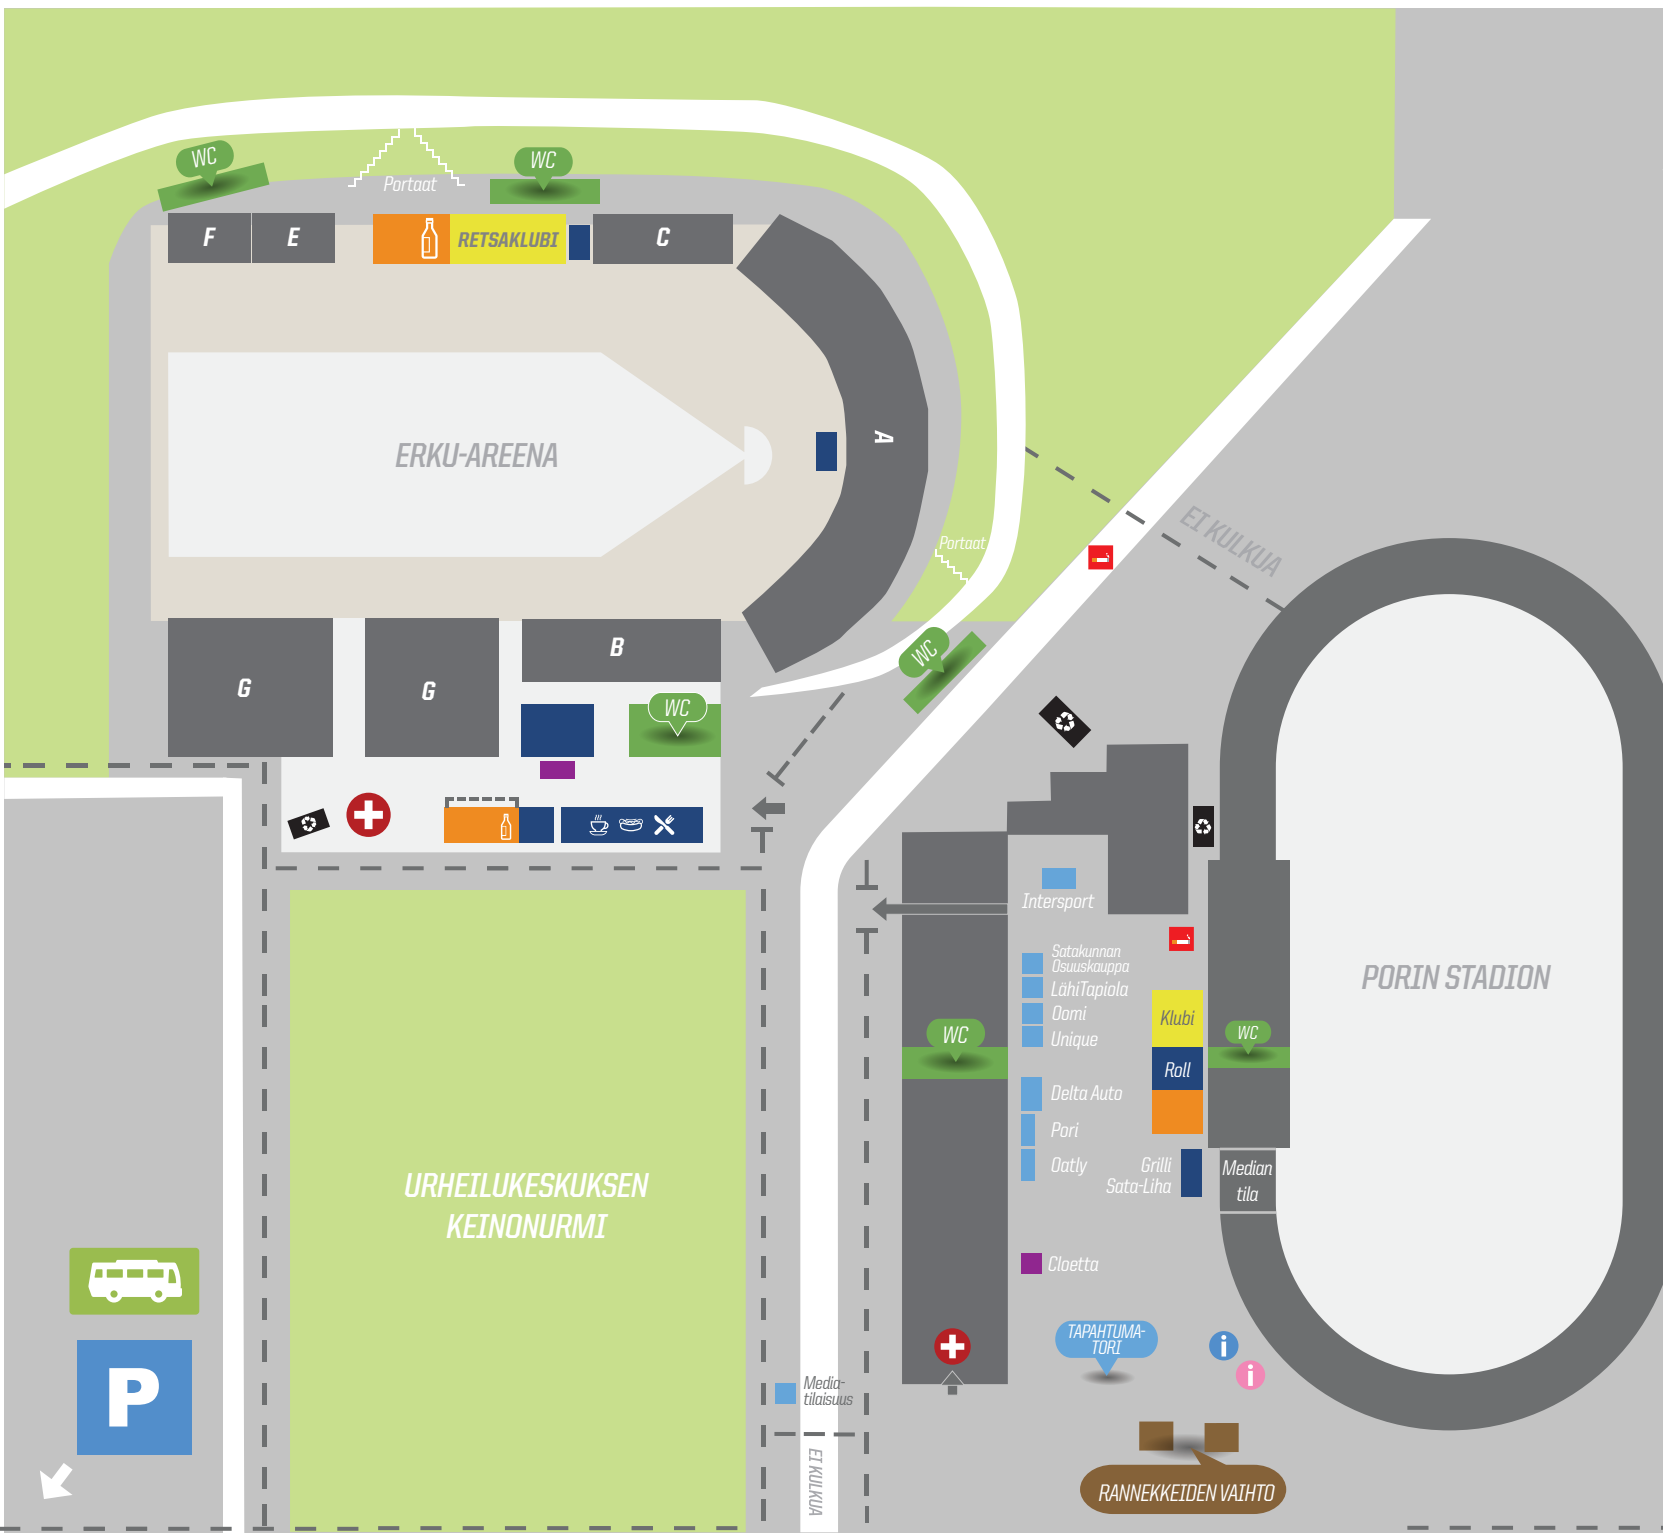 WC
WC
Portaat
F
E
RETSAKLUBI
C
A
ERKU-AREENA
EI KULKUA
Portaat
WC
G
G
B
WC
Intersport
Satakunnan
Osuuskauppa
LähiTapiola
Oomi
Unique
Klubi
Roll
WC
WC
PORIN STADION
Delta Auto
Pori
Oatly
Grilli
Sata-Liha
Median
tila
URHEILUKESKUKSEN
KEINONURMI
Cloetta
TAPAHTUMA-
TORI
i
i
P
Media-
tilaisuus
EI KULKUA
RANNEKKEIDEN VAIHTO